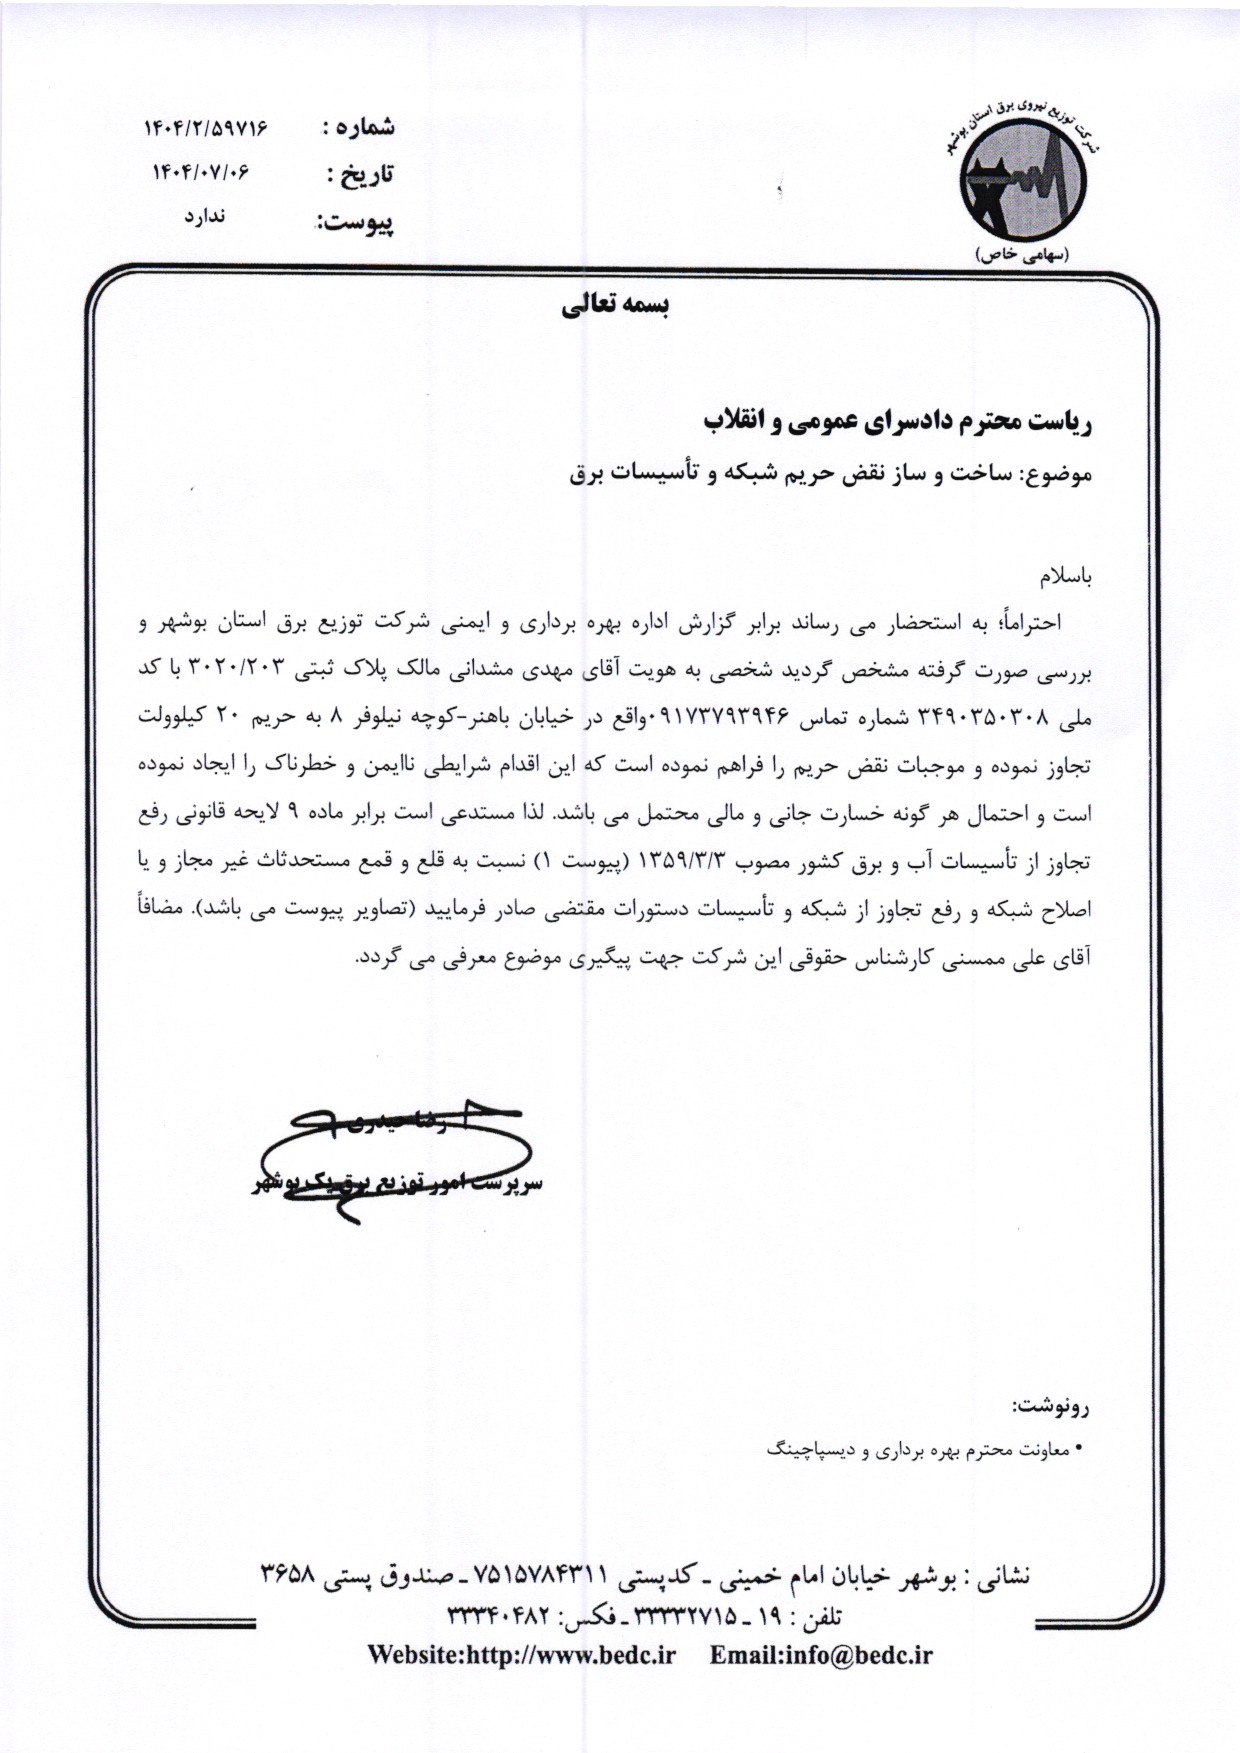 شرکت توزیع نیروی برق استان بوشهر
(سهامی خاص)
شماره : ۱۴۰۴/۲/۵۹۷۱۶
تاریخ : ۱۴۰۴/۰۷/۰۶
پیوست: ندارد
بسمه تعالی
ریاست محترم دادسرای عمومی و انقلاب
موضوع: ساخت و ساز نقض حریم شبکه و تأسیسات برق
باسلام
احتراماً؛ به استحضار می رساند برابر گزارش اداره بهره برداری و ایمنی شرکت توزیع برق استان بوشهر و
بررسی صورت گرفته مشخص گردید شخصی به هویت آقای مهدی مشدانی مالک پلاک ثبتی ۳۰۲۰/۲۰۳ با کد
ملی ۳۴۹۰۳۵۰۳۰۸ شماره تماس ۰۹۱۷۳۷۹۳۹۴۶واقع در خیابان باهنر-کوچه نیلوفر ۸ به حریم ۲۰ کیلوولت
تجاوز نموده و موجبات نقض حریم را فراهم نموده است که این اقدام شرایطی ناایمن و خطرناک را ایجاد نموده
است و احتمال هر گونه خسارت جانی و مالی محتمل می باشد. لذا مستدعی است برابر ماده ۹ لایحه قانونی رفع
تجاوز از تأسیسات آب و برق کشور مصوب ۱۳۵۹/۳/۳ (پیوست ۱) نسبت به قلع و قمع مستحدثاث غیر مجاز و یا
اصلاح شبکه و رفع تجاوز از شبکه و تأسیسات دستورات مقتضی صادر فرمایید (تصاویر پیوست می باشد). مضافاً
آقای علی ممسنی کارشناس حقوقی این شرکت جهت پیگیری موضوع معرفی می گردد.
رضا حیدری
سرپرست امور توزیع برق یک بوشهر
رونوشت:
• معاونت محترم بهره برداری و دیسپاچینگ
نشانی : بوشهر خیابان امام خمینی ـ کدپستی ۷۵۱۵۷۸۴۳۱۱ ـ صندوق پستی ۳۶۵۸
تلفن : ۱۹ ـ ۳۳۳۳۲۷۱۵ ـ فکس: ۳۳۳۴۰۴۸۲
Website:http://www.bedc.ir Email:info@bedc.ir